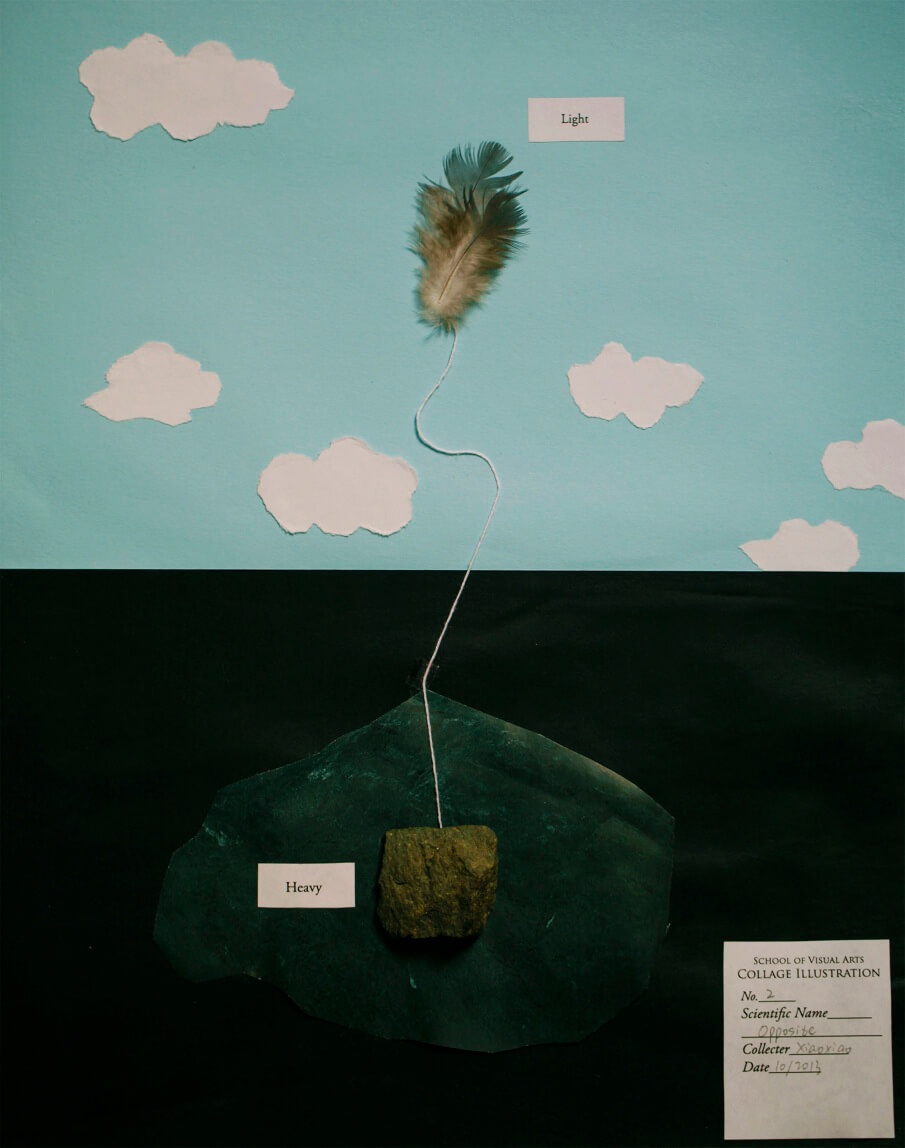 Light
Heavy
SCHOOL OF VISUAL ARTS
COLLAGE ILLUSTRATION
No. 2
Scientific Name
Opposite
Collecter Xiaoxiao
Date 10/2013